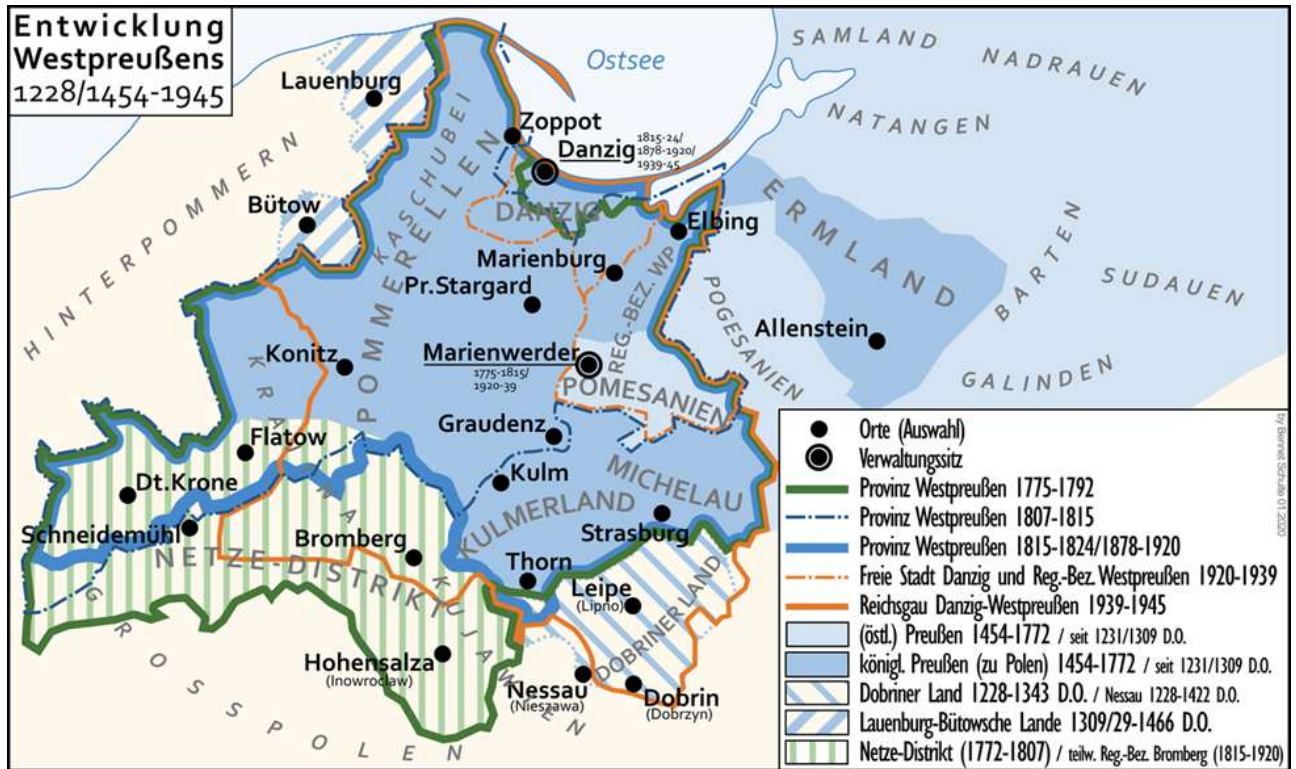 Entwicklung
Westpreußens
1228/1454-1945
Ostsee
SAMLAND
NADRAUEN
NATANGEN
Lauenburg
Zoppot
Danzig
1815-24/
1878-1920/
1939-45
KASCHUBEI
POMMERELLEN
HINTERPOMMERN
Bütow
DANZIG
Elbing
ERMLAND
BARTEN
SUDAUEN
Marienburg
Pr.Stargard
REG.-BEZ. WP
POGESANIEN
Allenstein
GALINDEN
Konitz
Marienwerder
1775-1815/
1920-39
POMESANIEN
KRAJNA
Graudenz
Flatow
Kulm
MICHELAU
KULMERLAND
Dt.Krone
Strasburg
Schneidemühl
Bromberg
NETZE-DISTRIKT
Thorn
Leipe
(Lipno)
DOBRINER LAND
KUJAWIEN
Hohensalza
(Inowroclaw)
Nessau
(Nieszawa)
Dobrin
(Dobrzyn)
GROSSPOLEN
Orte (Auswahl)
Verwaltungssitz
Provinz Westpreußen 1775-1792
Provinz Westpreußen 1807-1815
Provinz Westpreußen 1815-1824/1878-1920
Freie Stadt Danzig und Reg.-Bez. Westpreußen 1920-1939
Reichsgau Danzig-Westpreußen 1939-1945
(östl.) Preußen 1454-1772 / seit 1231/1309 D.O.
königl. Preußen (zu Polen) 1454-1772 / seit 1231/1309 D.O.
Dobriner Land 1228-1343 D.O. / Nessau 1228-1422 D.O.
Lauenburg-Bütowsche Lande 1309/29-1466 D.O.
Netze-Distrikt (1772-1807) / teilw. Reg.-Bez. Bromberg (1815-1920)
by Bennet Schulte 01.2020